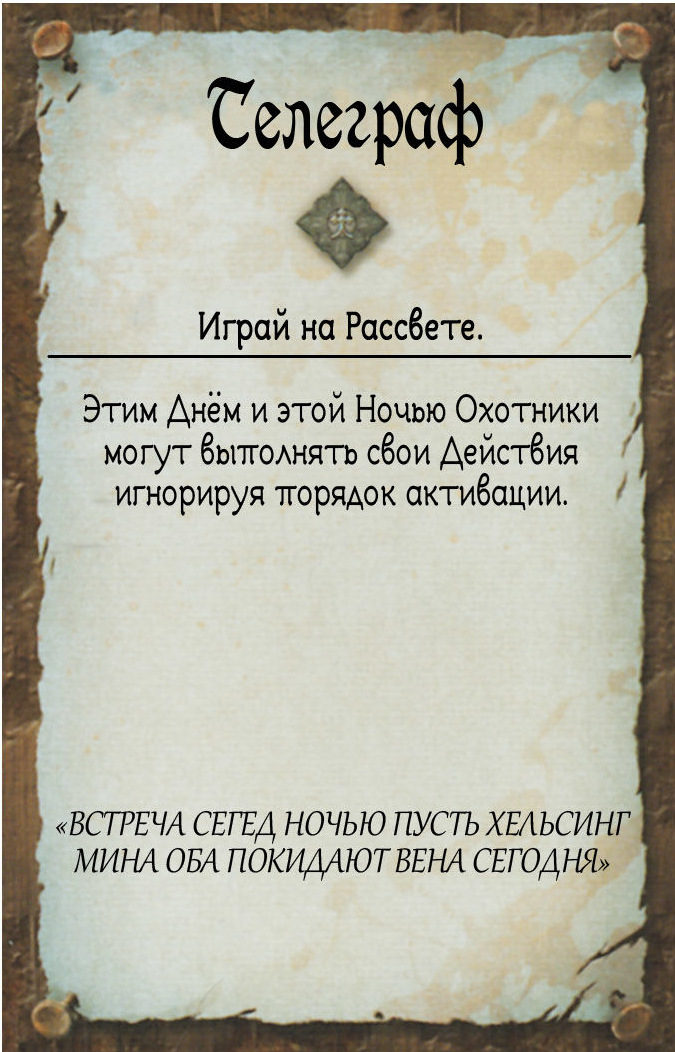 Телеграф
Играй на Рассвете.
Этим Днём и этой Ночью Охотники
могут выполнять свои Действия
игнорируя порядок активации.
«ВСТРЕЧА СЕГЕД НОЧЬЮ ПУСТЬ ХЕЛЬСИНГ
МИНА ОБА ПОКИДАЮТ ВЕНА СЕГОДНЯ»